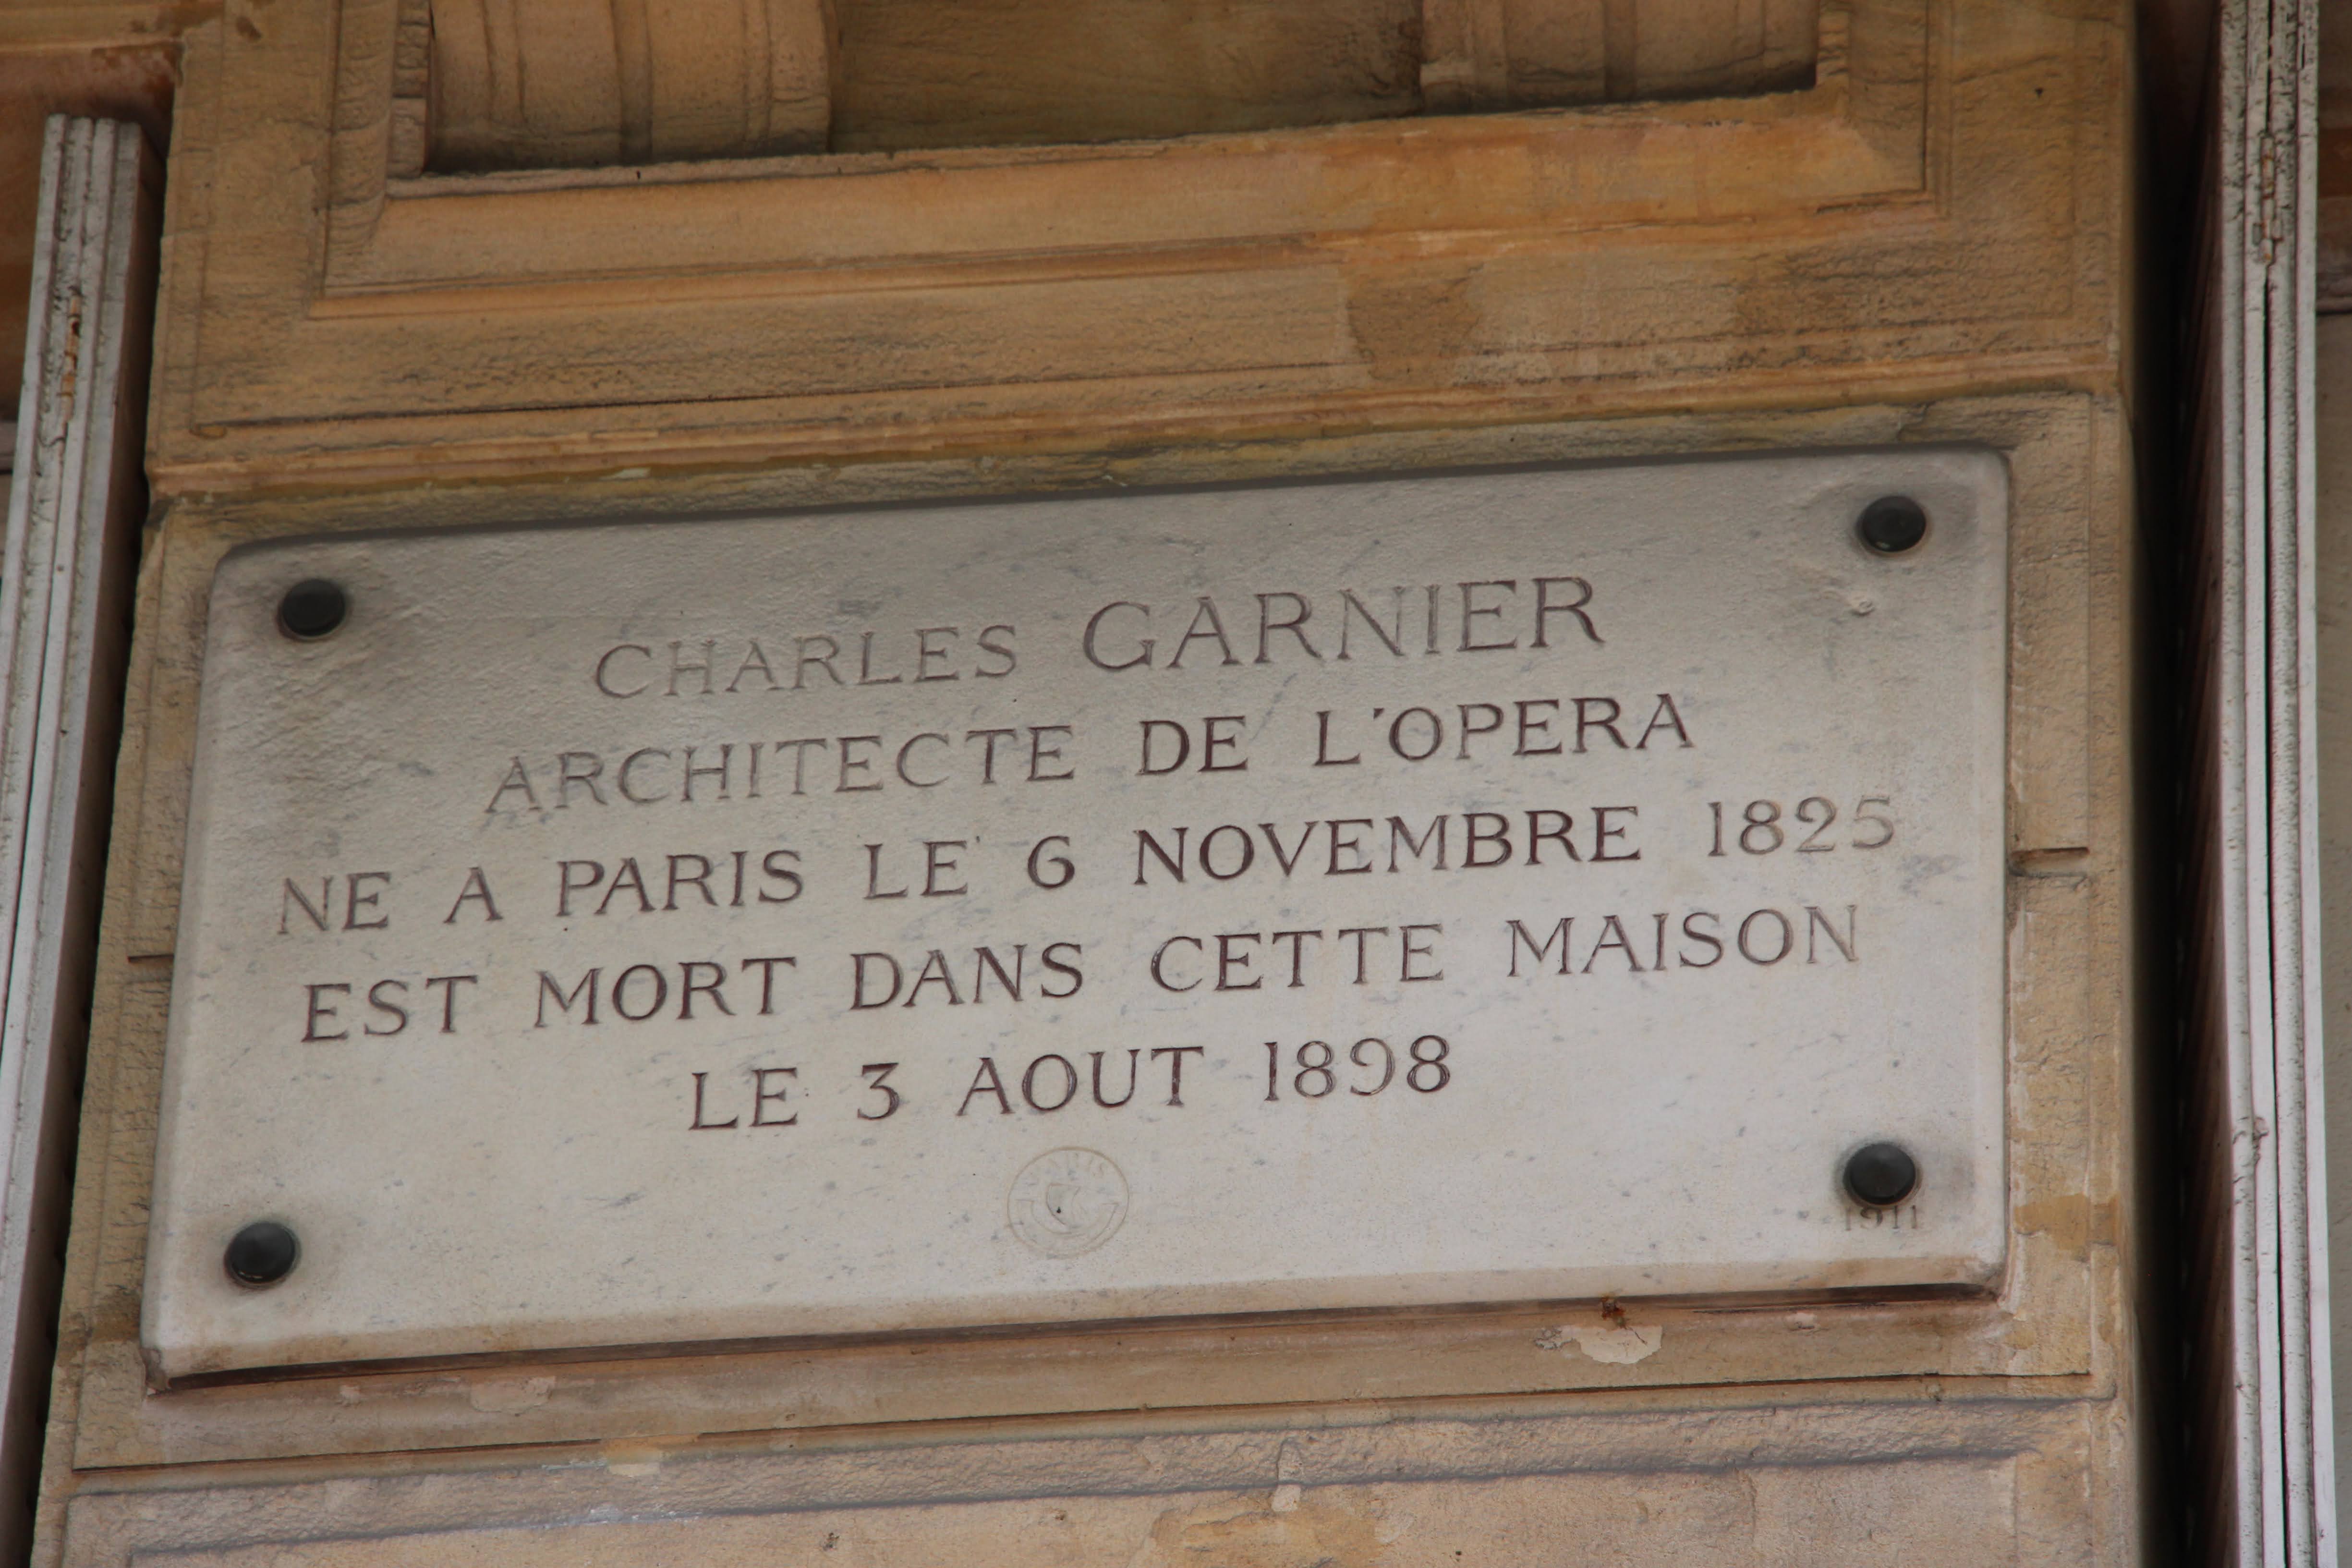 CHARLES GARNIER
ARCHITECTE DE L'OPERA
NE A PARIS LE 6 NOVEMBRE 1825
EST MORT DANS CETTE MAISON
LE 3 AOUT 1898
PARIS
1911